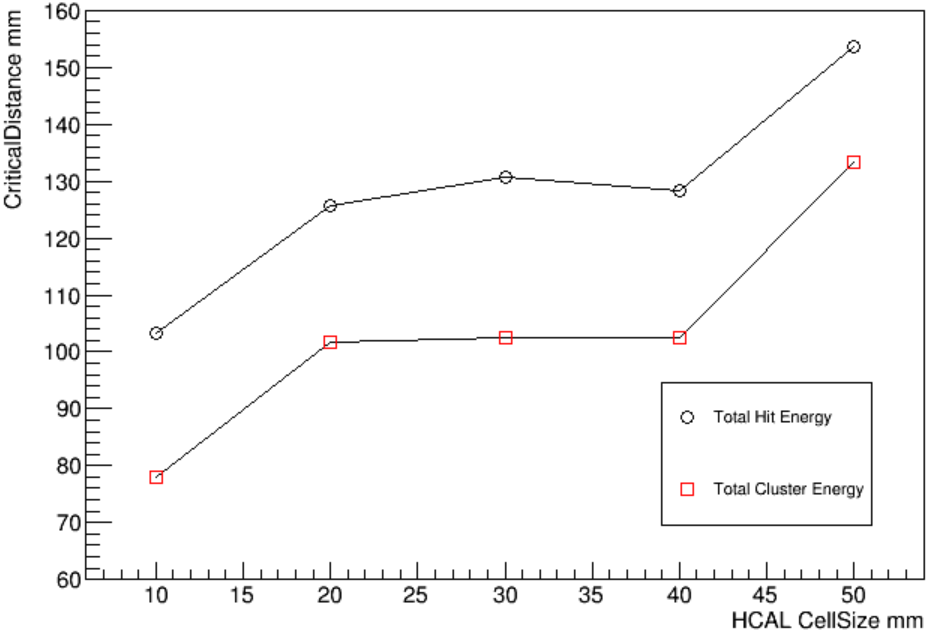 CriticalDistance mm
160
150
140
130
120
110
100
90
80
70
60
10 15 20 25 30 35 40 45 50
HCAL CellSize mm
Total Hit Energy
Total Cluster Energy